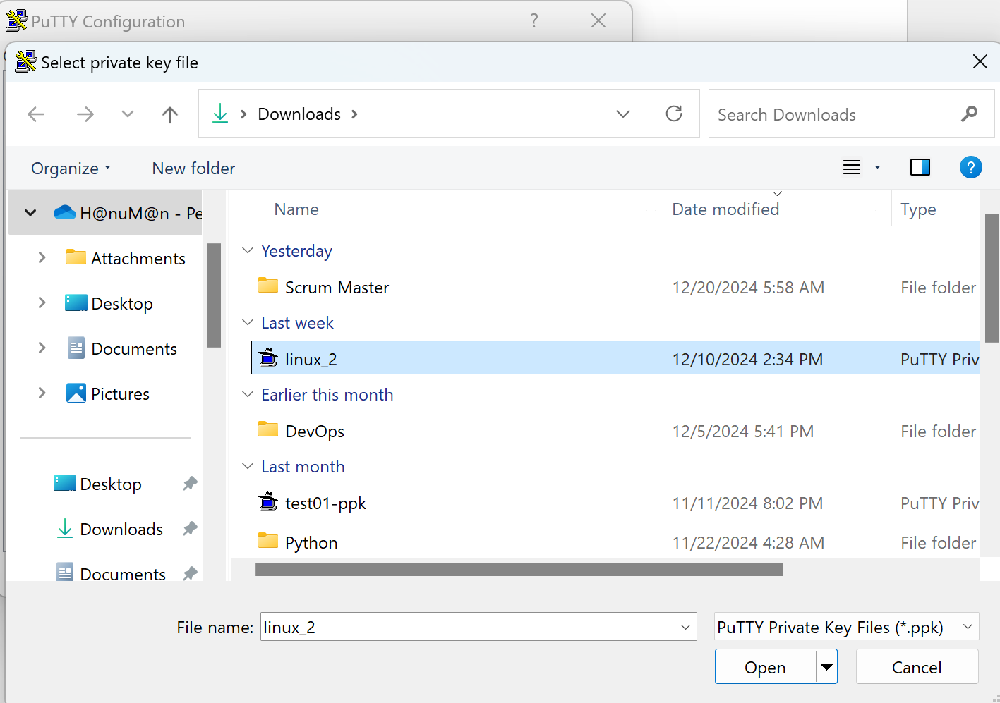 PuTTY Configuration
?
Select private key file
Downloads
Search Downloads
Organize
New folder
?
H@nuM@n - Pe
Attachments
Desktop
Documents
Pictures
Desktop
Downloads
Documents
Name Date modified Type
Yesterday
Scrum Master 12/20/2024 5:58 AM File folder
Last week
linux_2 12/10/2024 2:34 PM PuTTY Priv
Earlier this month
DevOps 12/5/2024 5:41 PM File folder
Last month
test01-ppk 11/11/2024 8:02 PM PuTTY Priv
Python 11/22/2024 4:28 AM File folder
File name: linux_2 PuTTY Private Key Files (*.ppk)
Open Cancel